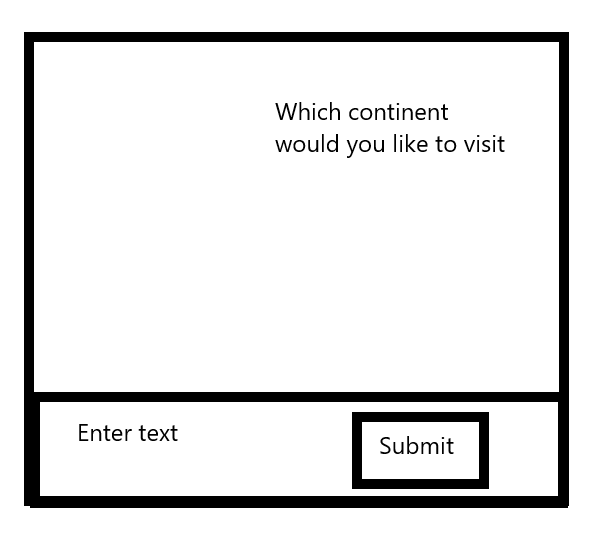 Which continent
would you like to visit
Enter text
Submit